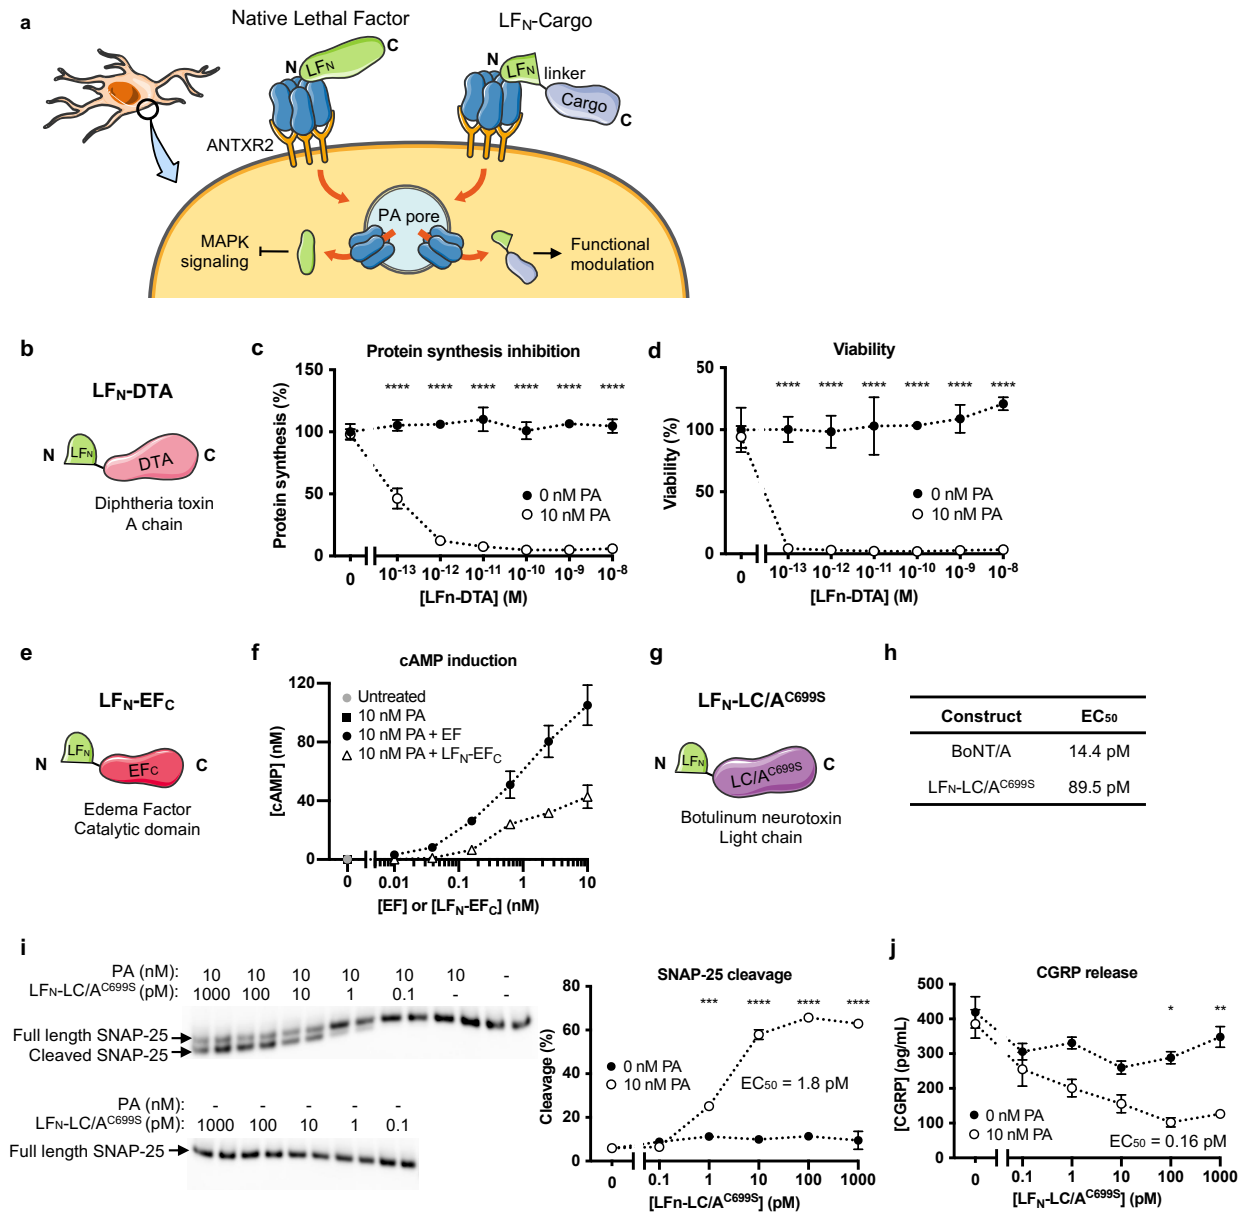 a
Native Lethal Factor
LFN-Cargo
N
LFN
C
N
LFN
linker
Cargo
C
ANTXR2
PA pore
MAPK
signaling
Functional
modulation
b
LFN-DTA
N
LFN
DTA
C
Diphtheria toxin
A chain
c
Protein synthesis inhibition
150
100
50
0
Protein synthesis (%)
**** **** **** **** **** ****
0 nM PA
10 nM PA
0 10-13 10-12 10-11 10-10 10-9 10-8
[LFn-DTA] (M)
d
Viability
50
100
50
0
Viability (%)
**** **** **** **** **** ****
0 nM PA
10 nM PA
0 10-13 10-12 10-11 10-10 10-9 10-8
[LFn-DTA] (M)
e
LFN-EFC
N
LFN
EFC
C
Edema Factor
Catalytic domain
f
cAMP induction
120
80
40
0
[cAMP] (nM)
Untreated
10 nM PA
10 nM PA + EF
10 nM PA + LFN-EFC
0 0.01 0.1 1 10
[EF] or [LFN-EFC] (nM)
g
LFN-LC/AC699S
N
LFN
LC/AC699S
C
Botulinum neurotoxin
Light chain
h
Construct EC50
BoNT/A 14.4 pM
LFN-LC/AC699S 89.5 pM
i
PA (nM): 10 10 10 10 10 10 -
LFN-LC/AC699S (pM): 1000 100 10 1 0.1 - -
Full length SNAP-25
Cleaved SNAP-25
PA (nM): - - - - -
LFN-LC/AC699S (pM): 1000 100 10 1 0.1
Full length SNAP-25
SNAP-25 cleavage
80
60
40
20
0
Cleavage (%)
*** **** **** ****
0 nM PA
10 nM PA
EC50 = 1.8 pM
0 0.1 1 10 100 1000
[LFn-LC/AC699S] (pM)
j
CGRP release
500
400
300
200
100
0
[CGRP] (pg/mL)
* **
0 nM PA
10 nM PA
EC50 = 0.16 pM
0 0.1 1 10 100 1000
[LFN-LC/AC699S] (pM)